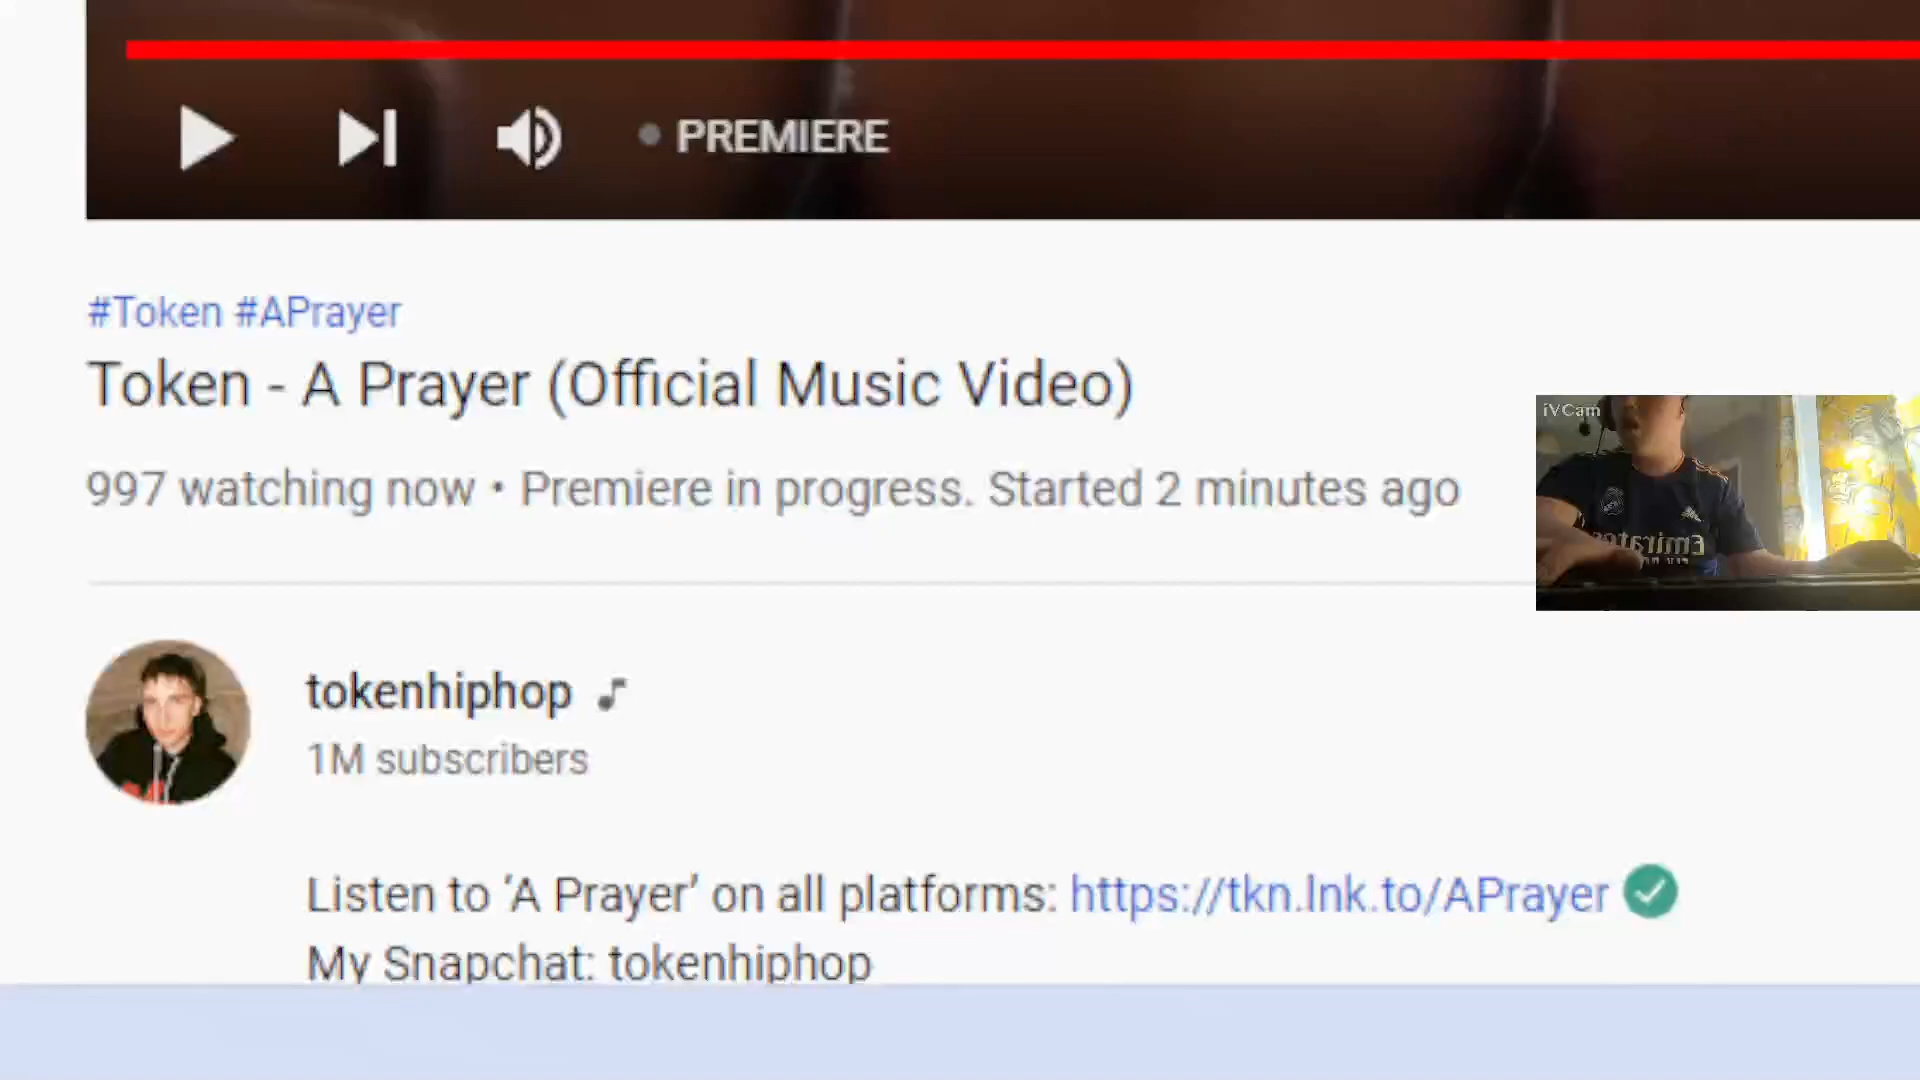 PREMIERE
#Token #APrayer
Token - A Prayer (Official Music Video)
997 watching now • Premiere in progress. Started 2 minutes ago
iVCam
Emirates
tokenhiphop
1M subscribers
Listen to ‘A Prayer’ on all platforms: https://tkn.lnk.to/APrayer
My Snapchat: tokenhiphop